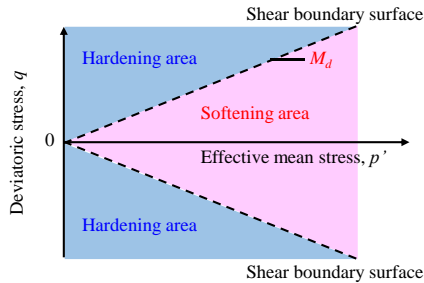 Shear boundary surface
Hardening area
M_d
Softening area
Deviatoric stress, q
0
Effective mean stress, p’
Hardening area
Shear boundary surface